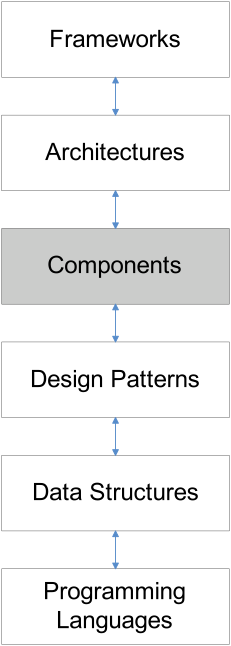 Frameworks
Architectures
Components
Design Patterns
Data Structures
Programming
Languages